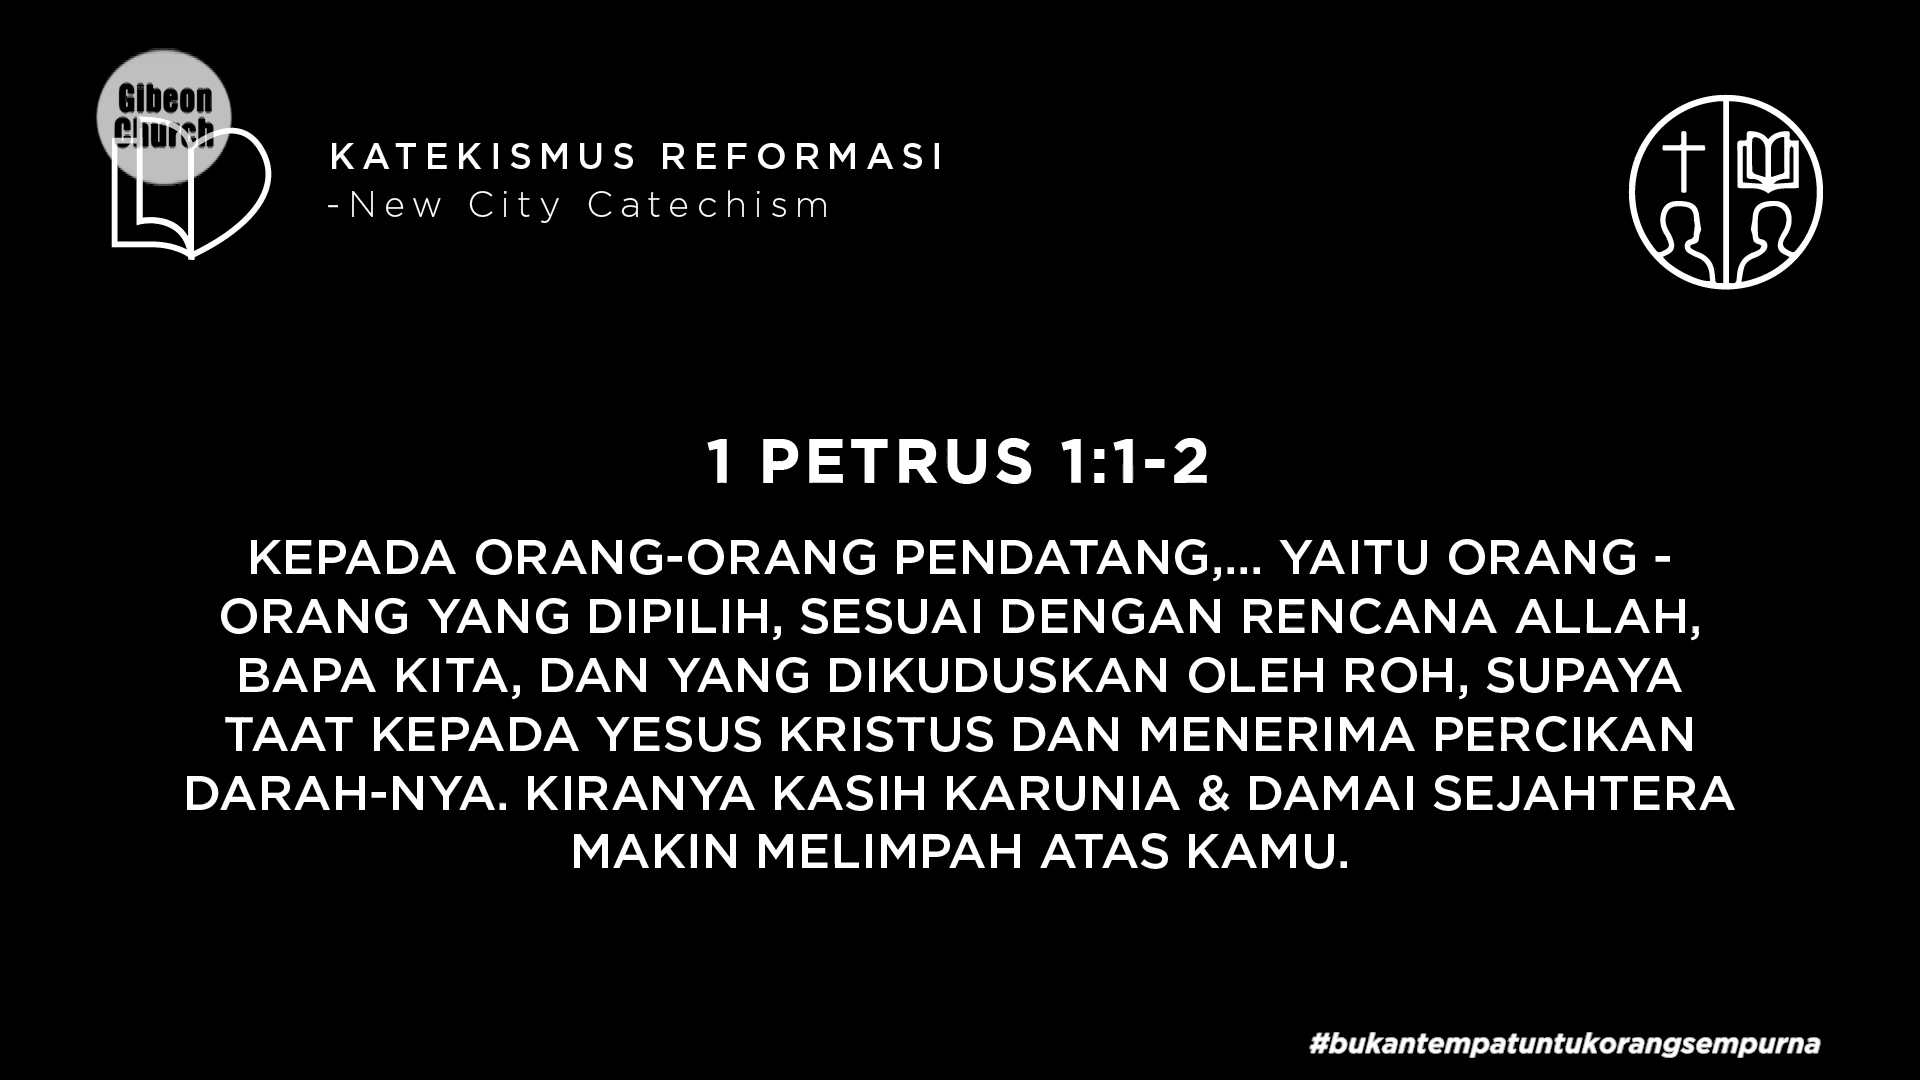 Gibeon
Church
KATEKISMUS REFORMASI
-New City Catechism
1 PETRUS 1:1-2
KEPADA ORANG-ORANG PENDATANG,... YAITU ORANG -
ORANG YANG DIPILIH, SESUAI DENGAN RENCANA ALLAH,
BAPA KITA, DAN YANG DIKUDUSKAN OLEH ROH, SUPAYA
TAAT KEPADA YESUS KRISTUS DAN MENERIMA PERCIKAN
DARAH-NYA. KIRANYA KASIH KARUNIA & DAMAI SEJAHTERA
MAKIN MELIMPAH ATAS KAMU.
#bukantempatuntukorangsempurna